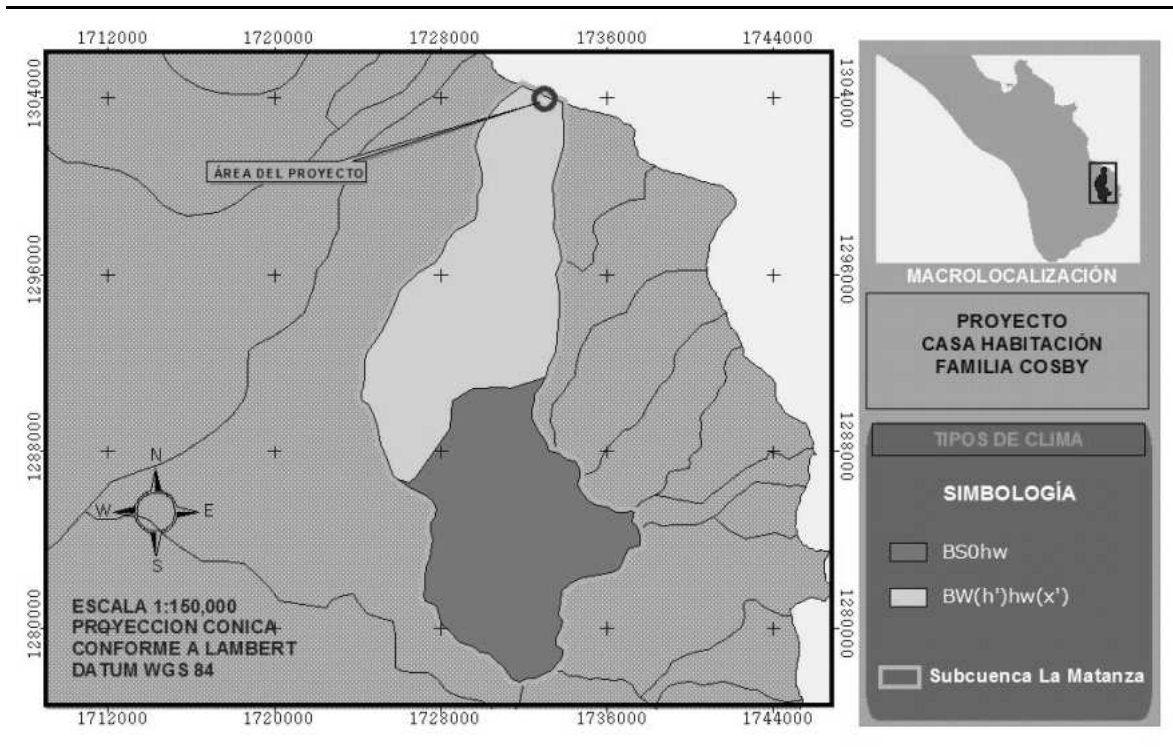 1712000 1720000 1728000 1736000 1744000
1304000 1304000
ÁREA DEL PROYECTO
1296000 1296000
1288000 1288000
N
W E
S
1280000 1280000
ESCALA 1:150,000
PROYECCION CONICA
CONFORME A LAMBERT
DATUM WGS 84
1712000 1720000 1728000 1736000 1744000
MACROLOCALIZACIÓN
PROYECTO
CASA HABITACIÓN
FAMILIA COSBY
TIPOS DE CLIMA
SIMBOLOGÍA
BS0hw
BW(h')hw(x')
Subcuenca La Matanza